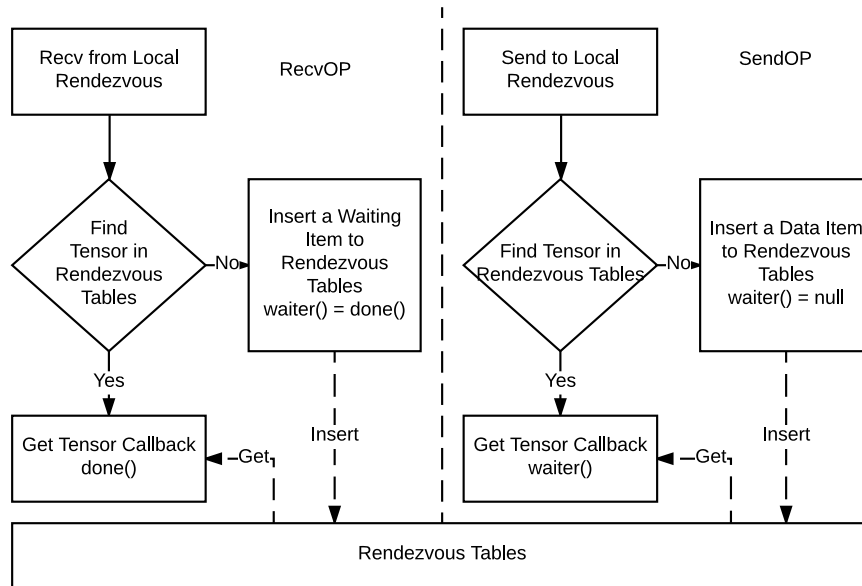 Recv from Local
Rendezvous
RecvOP
Find
Tensor in
Rendezvous
Tables
No
Insert a Waiting
Item to
Rendezvous
Tables
waiter() = done()
Yes
Get Tensor Callback
done()
Get
Insert
Send to Local
Rendezvous
SendOP
Find Tensor in
Rendezvous Tables
No
Insert a Data Item
to Rendezvous
Tables
waiter() = null
Yes
Get Tensor Callback
waiter()
Get
Insert
Rendezvous Tables